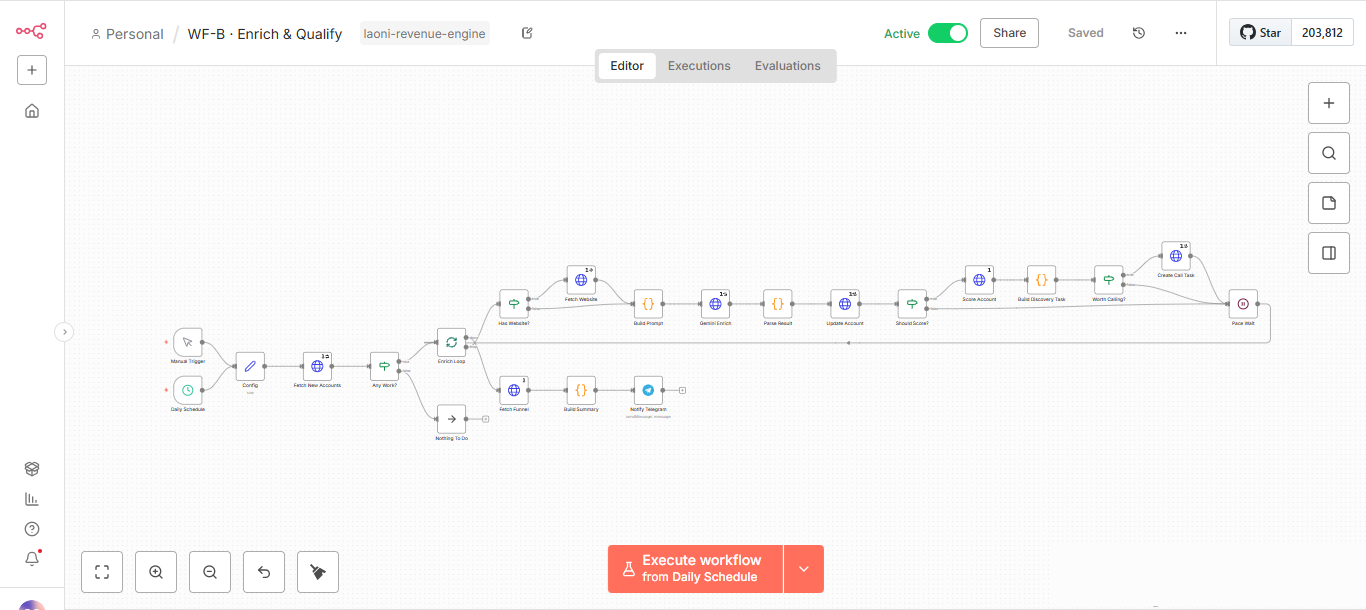 Personal / WF-B · Enrich & Qualify
laoni-revenue-engine
Active
Share
Saved
Star
203,812
Editor
Executions
Evaluations
Create Call Task
Fetch Website
Score Account
Build Discovery Task
Worth Calling?
Has Website?
Build Prompt
Gemini Enrich
Parse Result
Update Account
Should Score?
Pace Wait
Manual Trigger
Enrich Loop
Config
Fetch New Accounts
Any Work?
Daily Schedule
Fetch Funnel
Build Summary
Notify Telegram
sendMessage: message
Nothing To Do
Execute workflow
from Daily Schedule